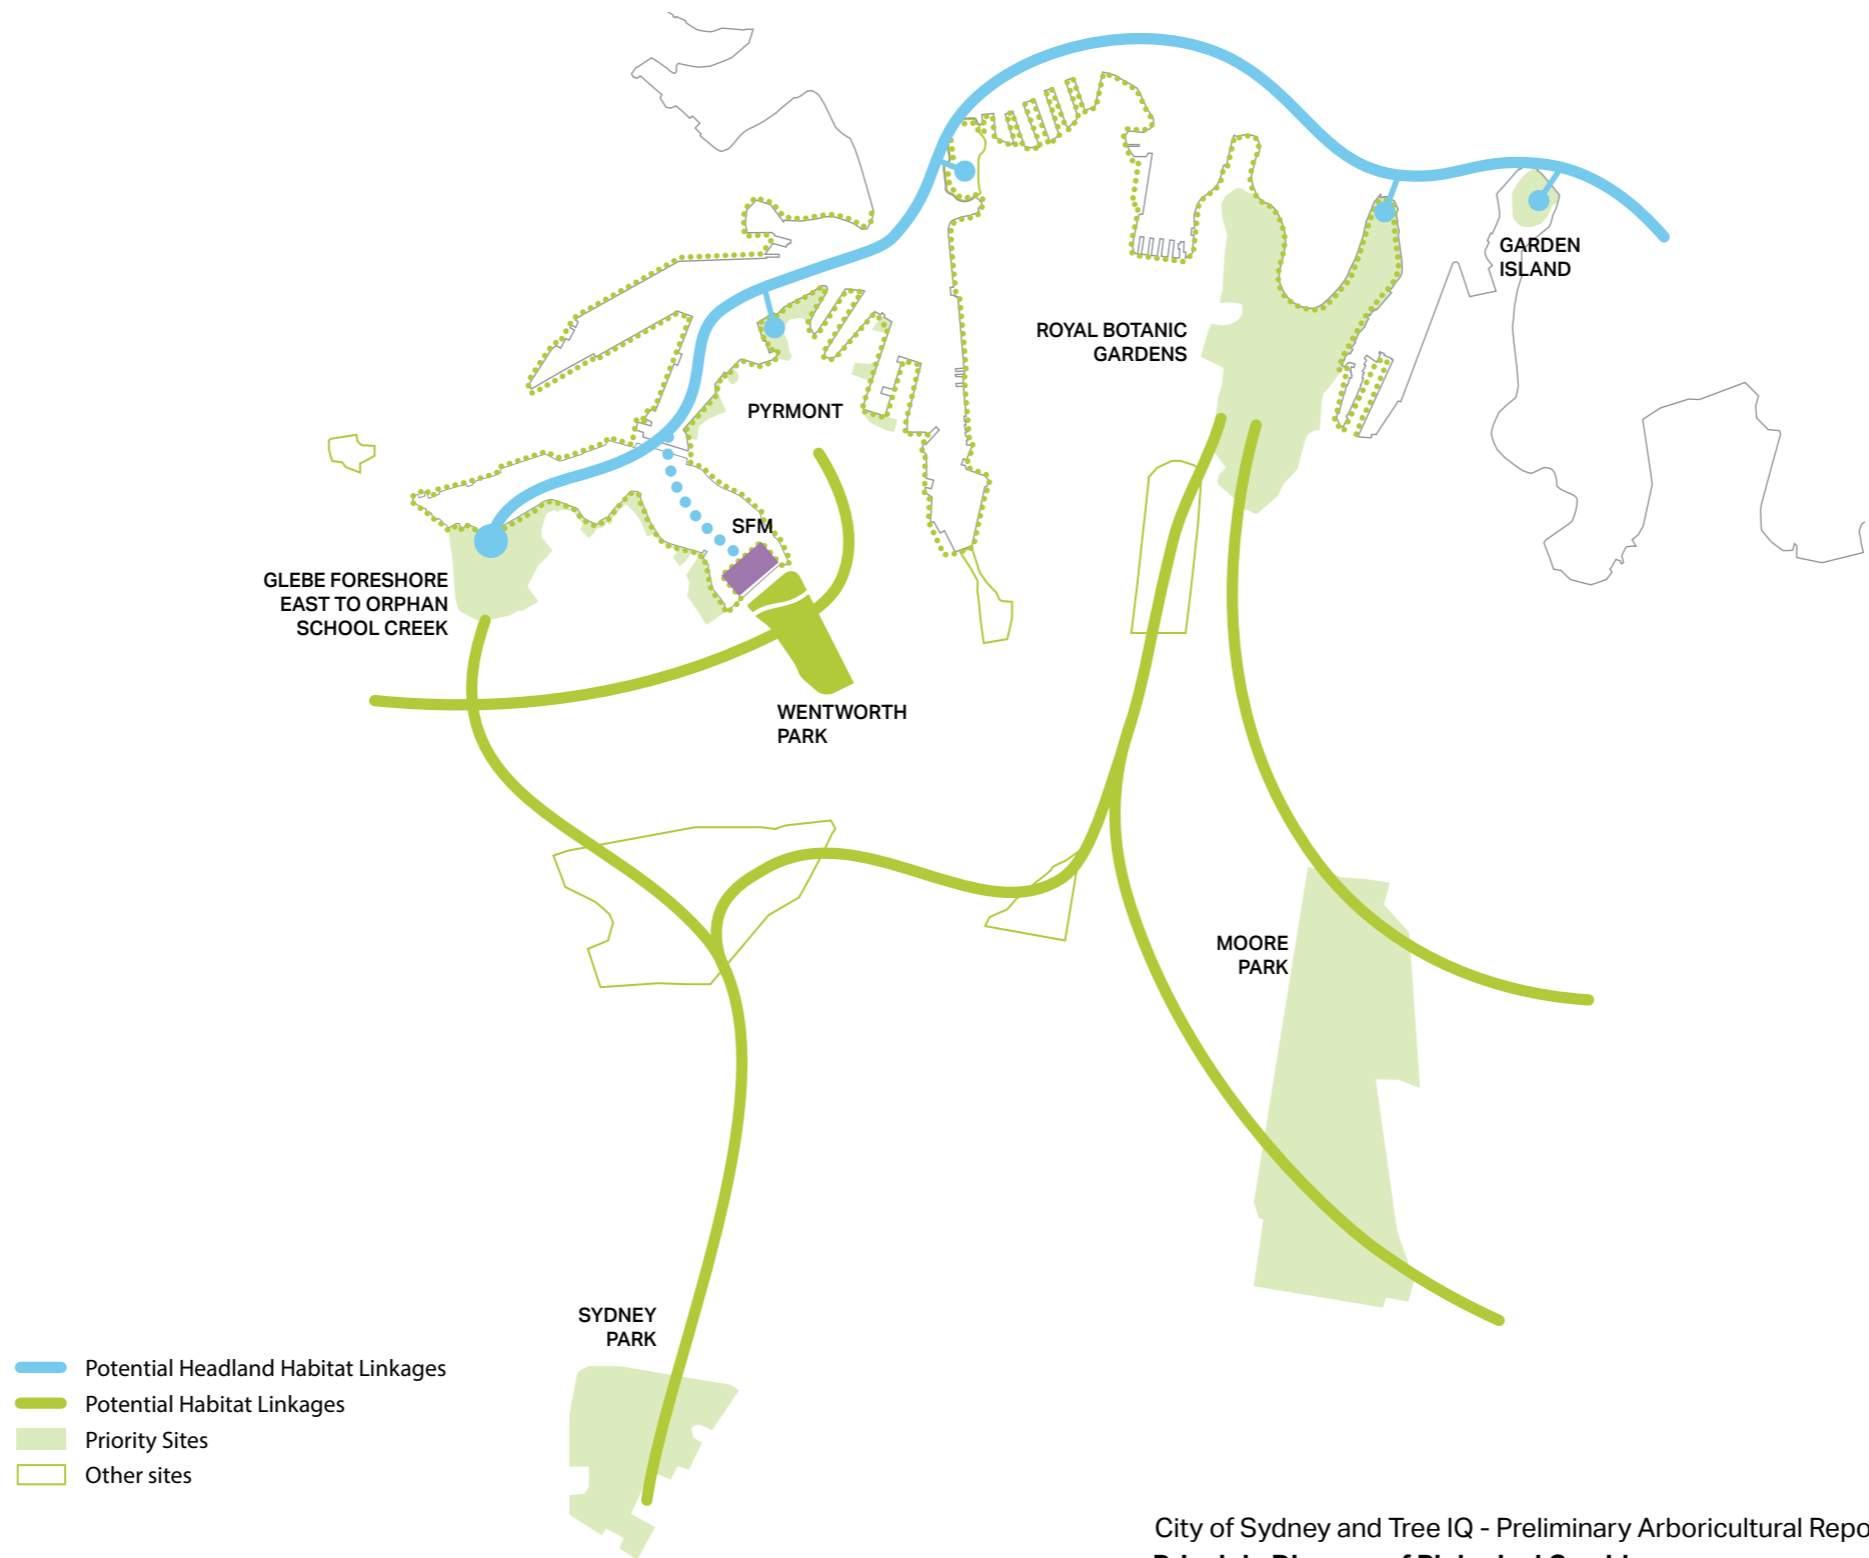 GARDEN
ISLAND
ROYAL BOTANIC
GARDENS
PYRMONT
SFM
GLEBE FORESHORE
EAST TO ORPHAN
SCHOOL CREEK
WENTWORTH
PARK
MOORE
PARK
SYDNEY
PARK
Potential Headland Habitat Linkages
Potential Habitat Linkages
Priority Sites
Other sites
City of Sydney and Tree IQ - Preliminary Arboricultural Repo